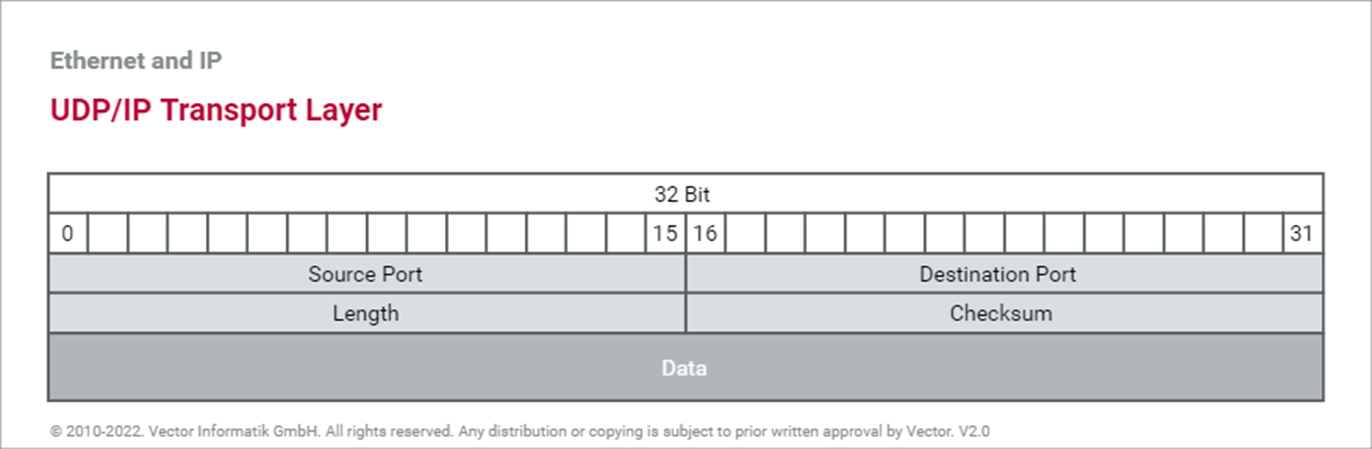 Ethernet and IP
UDP/IP Transport Layer
32 Bit
0 15 16 31
Source Port Destination Port
Length Checksum
Data
© 2010-2022. Vector Informatik GmbH. All rights reserved. Any distribution or copying is subject to prior written approval by Vector. V2.0